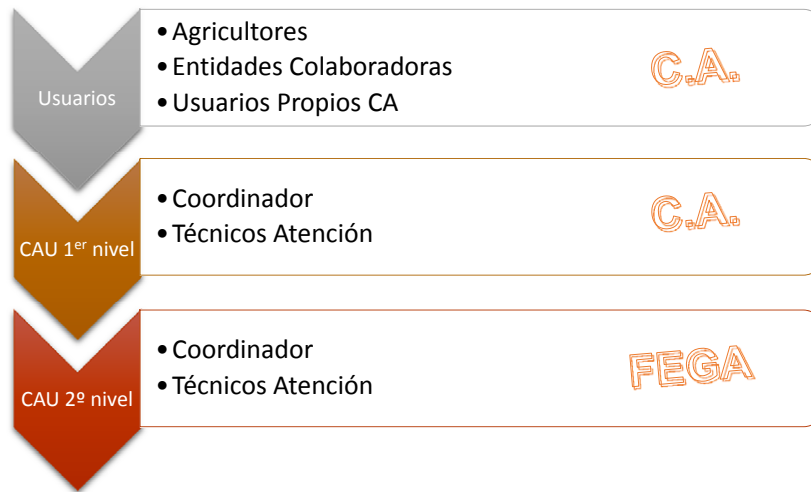 Usuarios
• Agricultores
• Entidades Colaboradoras
• Usuarios Propios CA
C.A.
CAU 1er nivel
• Coordinador
• Técnicos Atención
C.A.
CAU 2º nivel
• Coordinador
• Técnicos Atención
FEGA